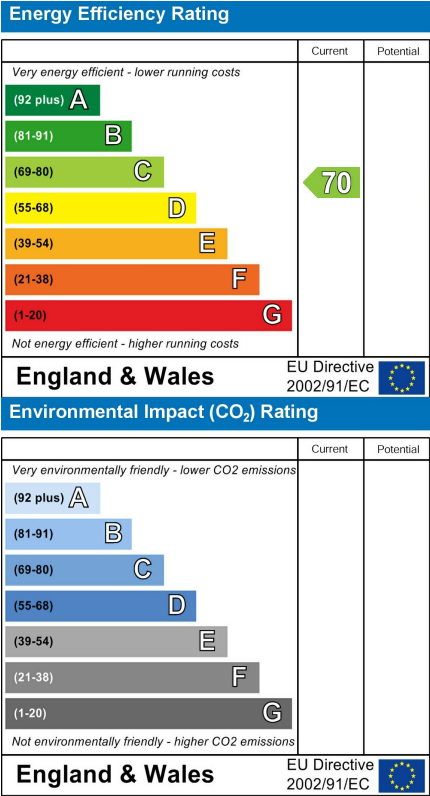 Energy Efficiency Rating
Current Potential
Very energy efficient - lower running costs
(92 plus) A
(81-91) B
(69-80) C
70
(55-68) D
(39-54) E
(21-38) F
(1-20) G
Not energy efficient - higher running costs
England & Wales
EU Directive
2002/91/EC
Environmental Impact (CO₂) Rating
Current Potential
Very environmentally friendly - lower CO2 emissions
(92 plus) A
(81-91) B
(69-80) C
(55-68) D
(39-54) E
(21-38) F
(1-20) G
Not environmentally friendly - higher CO2 emissions
England & Wales
EU Directive
2002/91/EC